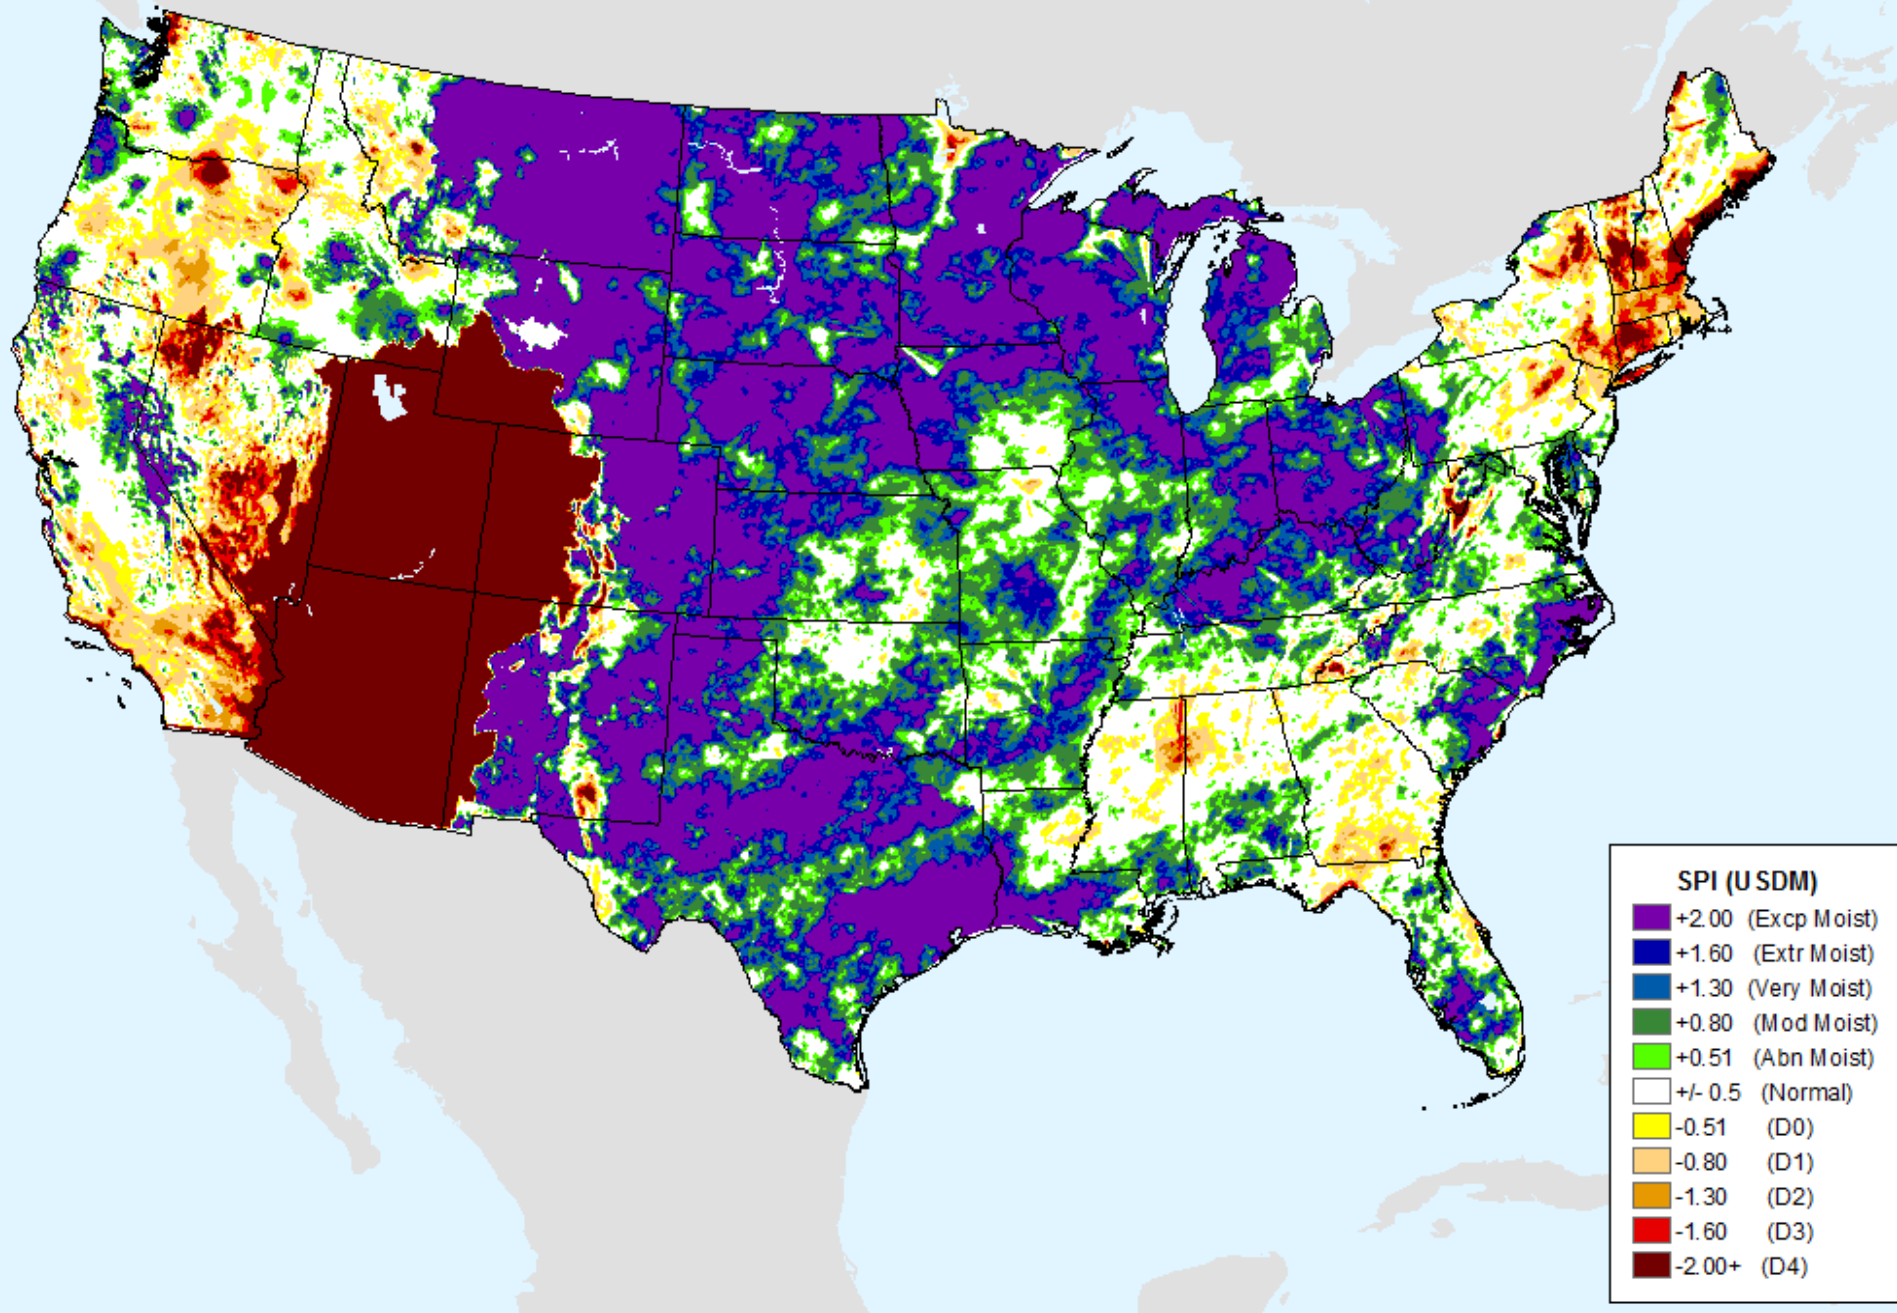 SPI (USDM)
+2.00 (Excp Moist)
+1.60 (Extr Moist)
+1.30 (Very Moist)
+0.80 (Mod Moist)
+0.51 (Abn Moist)
+/- 0.5 (Normal)
-0.51 (D0)
-0.80 (D1)
-1.30 (D2)
-1.60 (D3)
-2.00+ (D4)